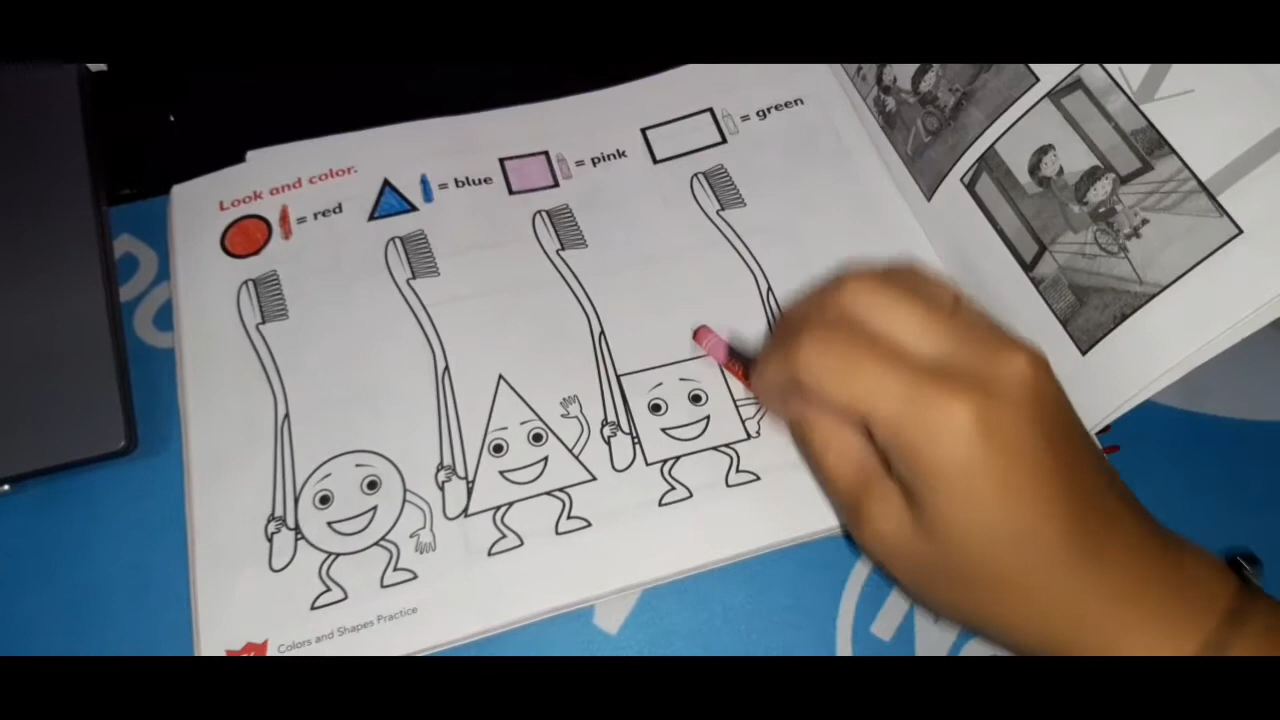 Look and color.
= red
= blue
= pink
= green
Colors and Shapes Practice